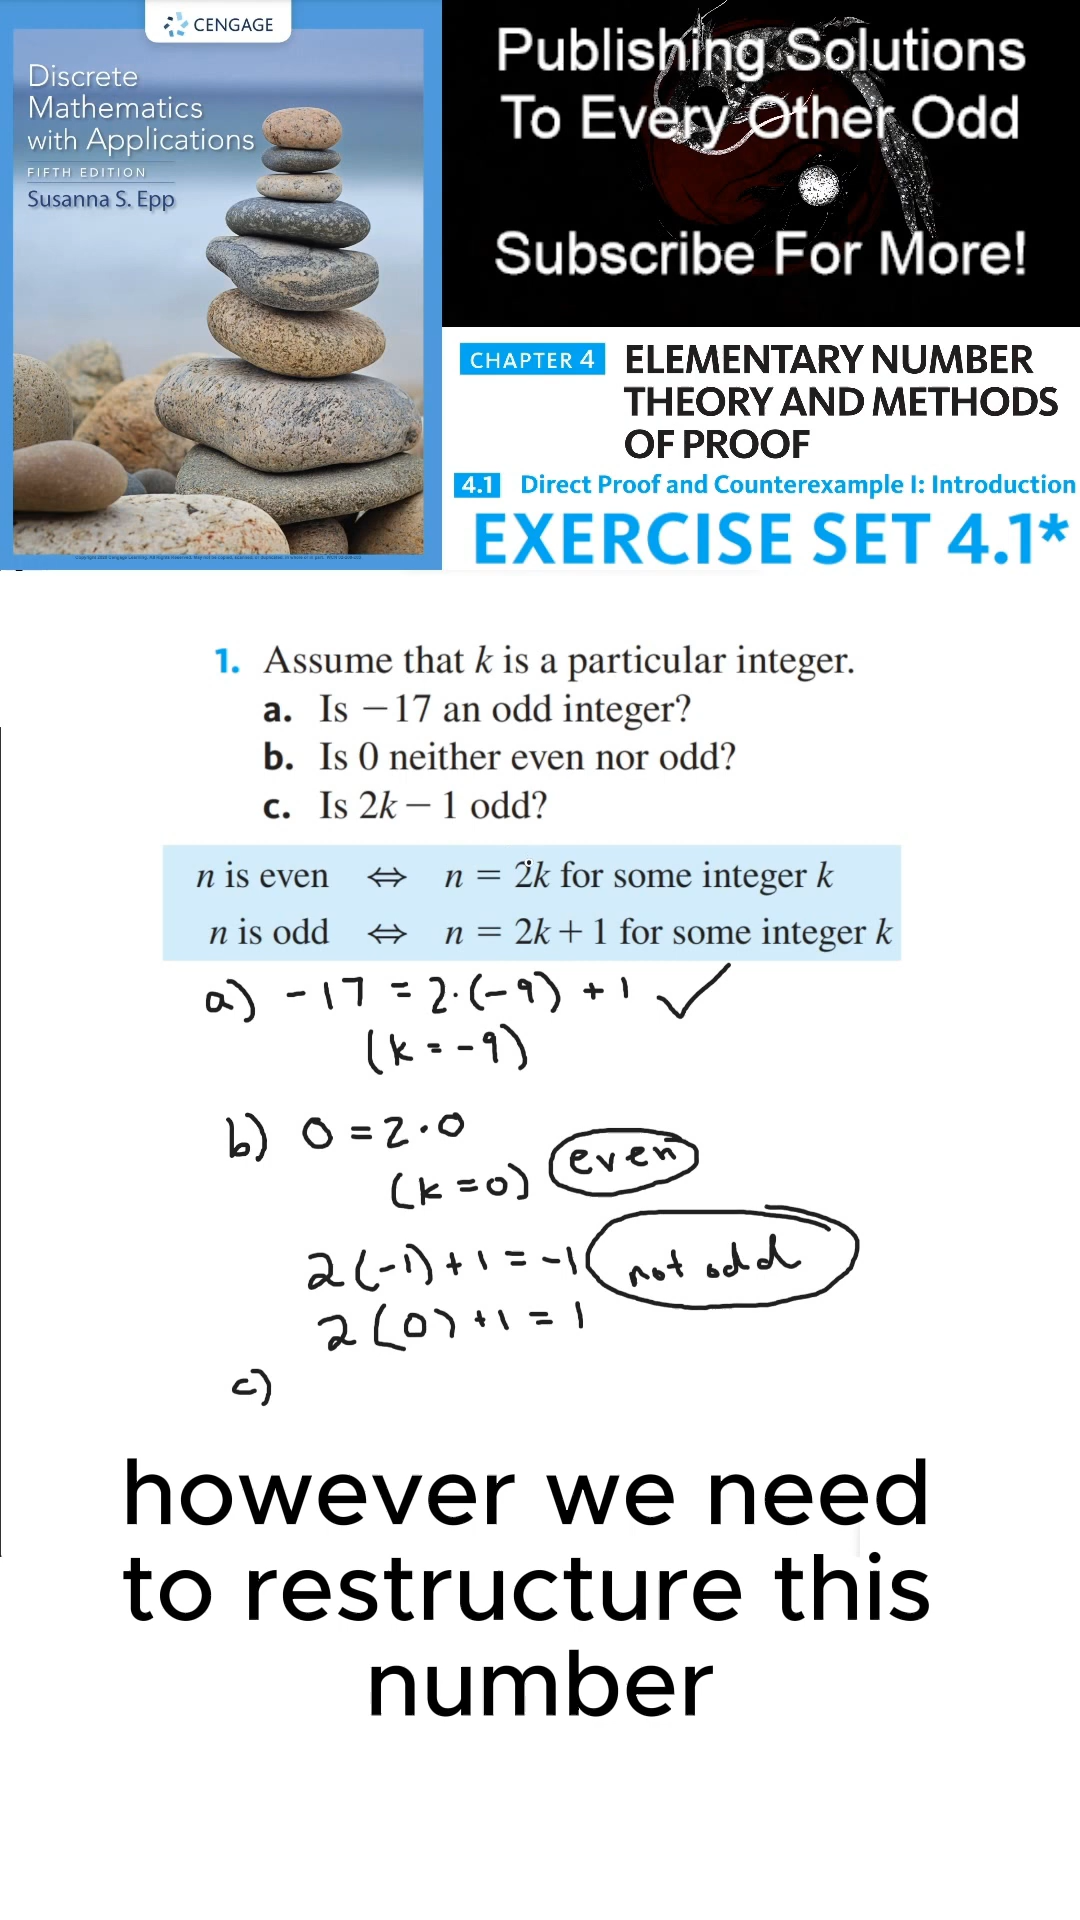 CENGAGE
Discrete
Mathematics
with Applications
FIFTH EDITION
Susanna S. Epp
Publishing Solutions
To Every Other Odd
Subscribe For More!
CHAPTER 4 ELEMENTARY NUMBER
THEORY AND METHODS
OF PROOF
4.1 Direct Proof and Counterexample I: Introduction
EXERCISE SET 4.1*
1. Assume that k is a particular integer.
a. Is −17 an odd integer?
b. Is 0 neither even nor odd?
c. Is 2k − 1 odd?
n is even ⇔ n = 2k for some integer k
n is odd ⇔ n = 2k + 1 for some integer k
a) -17 = 2·(-9) + 1 ✓
(k = -9)
b) 0 = 2·0
(k = 0) even
2(-1) + 1 = -1 not odd
2(0) + 1 = 1
c)
however we need
to restructure this
number